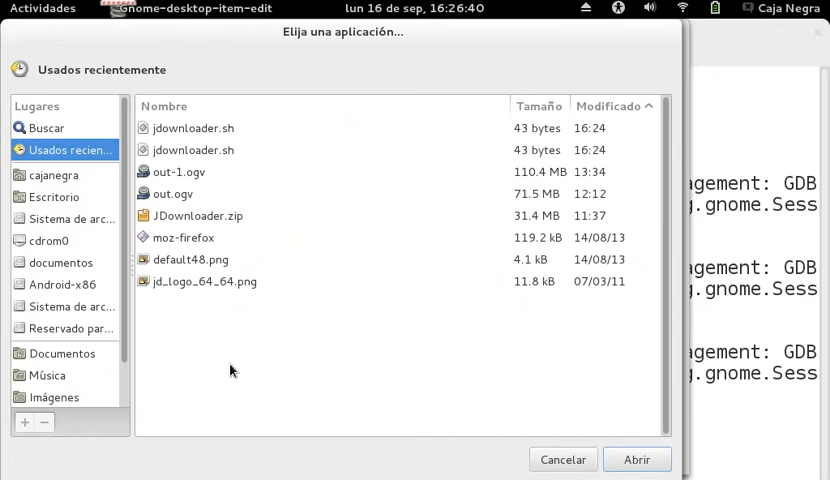 Actividades Gnome-desktop-item-edit lun 16 de sep, 16:26:40 Caja Negra
Elija una aplicación...
Usados recientemente
Lugares
Buscar
Usados recien...
cajanegra
Escritorio
Sistema de arc...
cdrom0
documentos
Android-x86
Sistema de arc...
Reservado par...
Documentos
Música
Imágenes
Nombre Tamaño Modificado
jdownloader.sh 43 bytes 16:24
jdownloader.sh 43 bytes 16:24
out-1.ogv 110.4 MB 13:34
out.ogv 71.5 MB 12:12
JDownloader.zip 31.4 MB 11:37
moz-firefox 119.2 kB 14/08/13
default48.png 4.1 kB 14/08/13
jd_logo_64_64.png 11.8 kB 07/03/11
Cancelar Abrir
agement: GDB
g.gnome.Sess
agement: GDB
g.gnome.Sess
agement: GDB
g.gnome.Sess